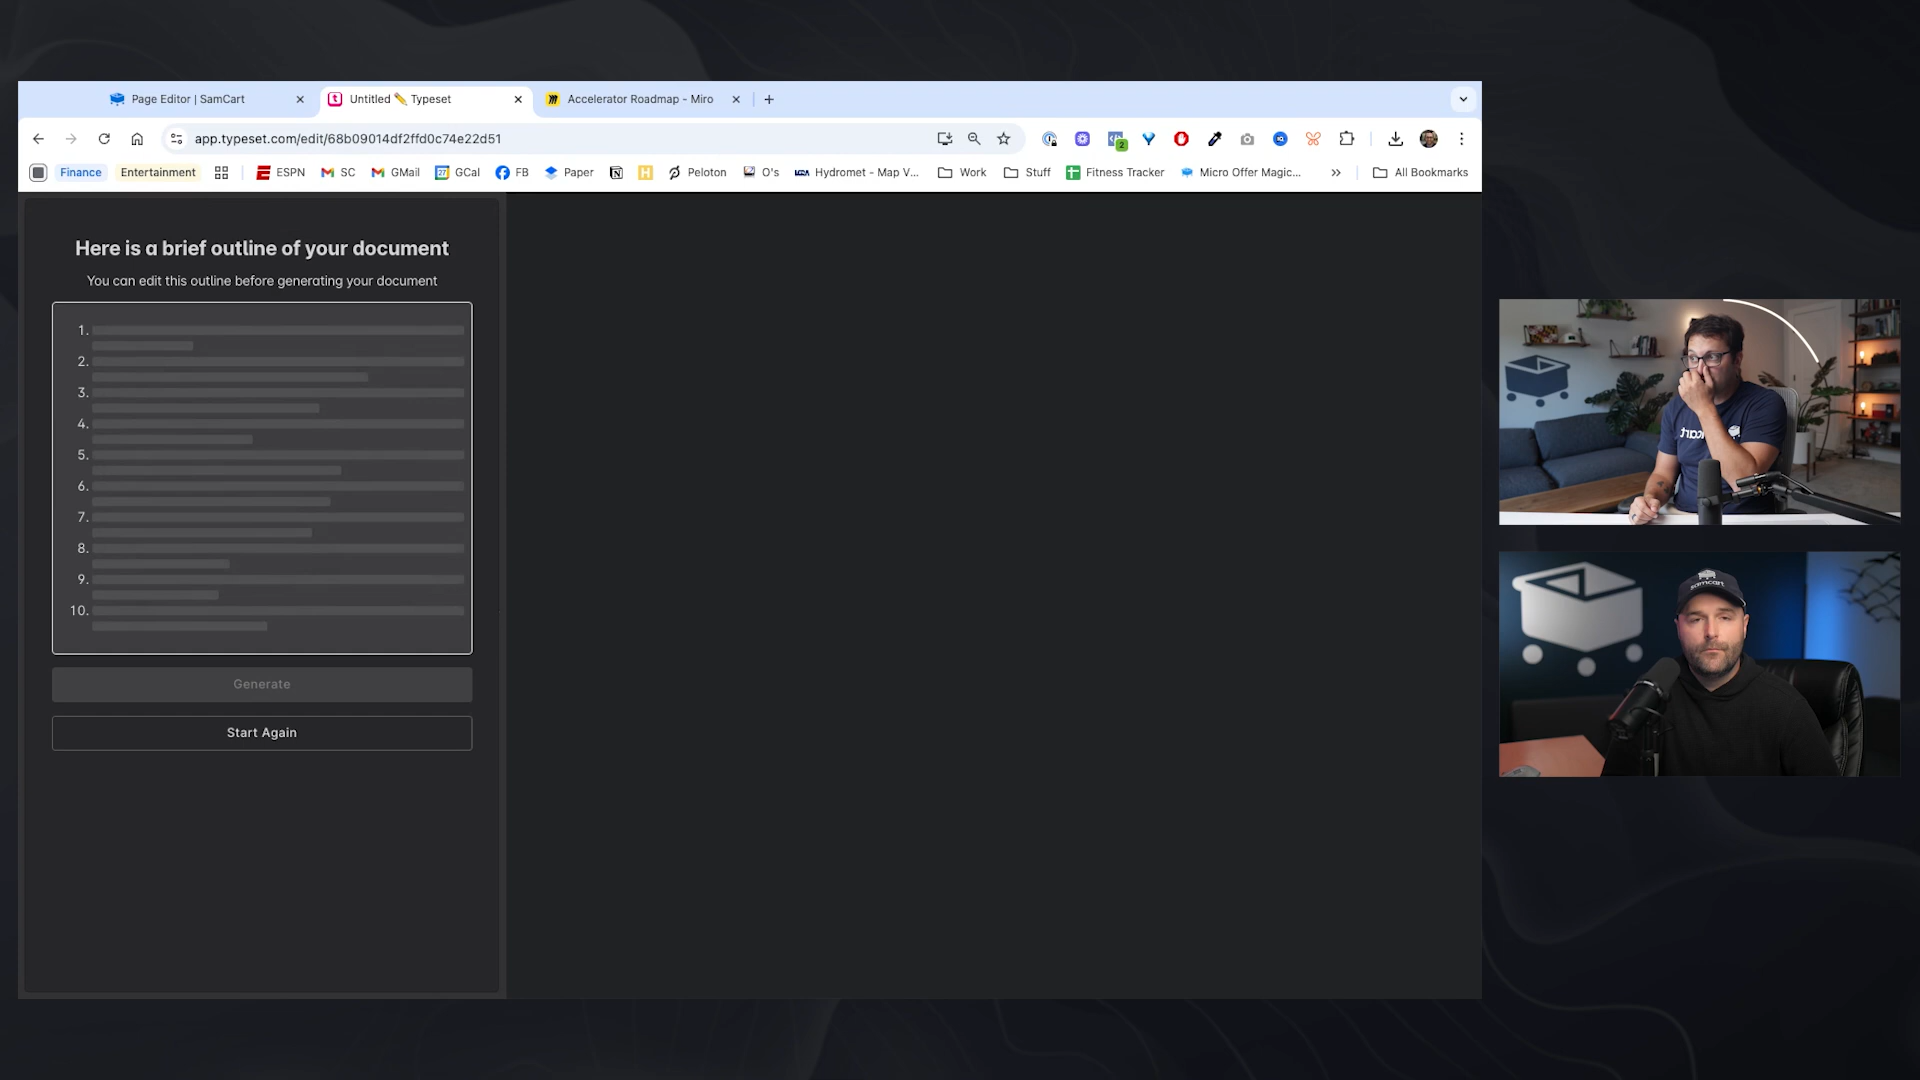 Page Editor | SamCart
Untitled ✏️ Typeset
Accelerator Roadmap - Miro
app.typeset.com/edit/68b09014df2ffd0c74e22d51
2
Finance
Entertainment
ESPN
SC
GMail
27
GCal
FB
Paper
Peloton
O's
Hydromet - Map V...
Work
Stuff
Fitness Tracker
Micro Offer Magic...
All Bookmarks
Here is a brief outline of your document
You can edit this outline before generating your document
1.
2.
3.
4.
5.
6.
7.
8.
9.
10.
Generate
Start Again
samcart